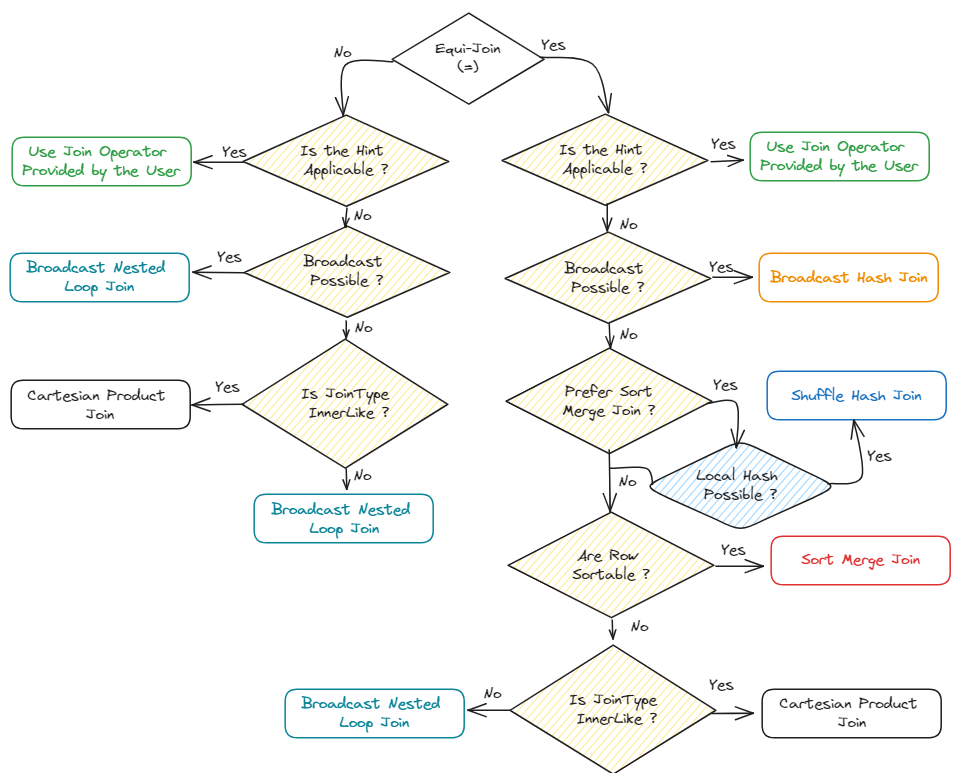 Equi-Join
(=)
No
Yes
Is the Hint
Applicable ?
Yes
Use Join Operator
Provided by the User
No
Broadcast
Possible ?
Yes
Broadcast Nested
Loop Join
No
Is JoinType
InnerLike ?
Yes
Cartesian Product
Join
No
Broadcast Nested
Loop Join
Is the Hint
Applicable ?
Yes
Use Join Operator
Provided by the User
No
Broadcast
Possible ?
Yes
Broadcast Hash Join
No
Prefer Sort
Merge Join ?
Yes
Local Hash
Possible ?
Yes
Shuffle Hash Join
No
Are Row
Sortable ?
Yes
Sort Merge Join
No
Is JoinType
InnerLike ?
No
Broadcast Nested
Loop Join
Yes
Cartesian Product
Join